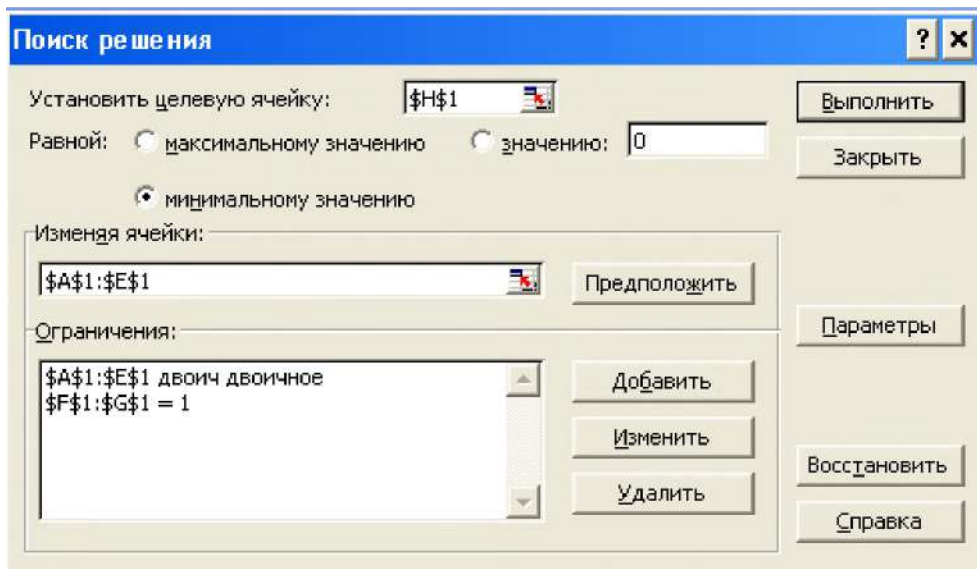 Поиск решения ? ×
Установить целевую ячейку: $H$1 Выполнить
Равной: максимальному значению значению: 0 Закрыть
минимальному значению
Изменяя ячейки:
$A$1:$E$1 Предположить
Ограничения: Параметры
$A$1:$E$1 двоич двоичное Добавить
$F$1:$G$1 = 1
Изменить
Восстановить
Удалить
Справка